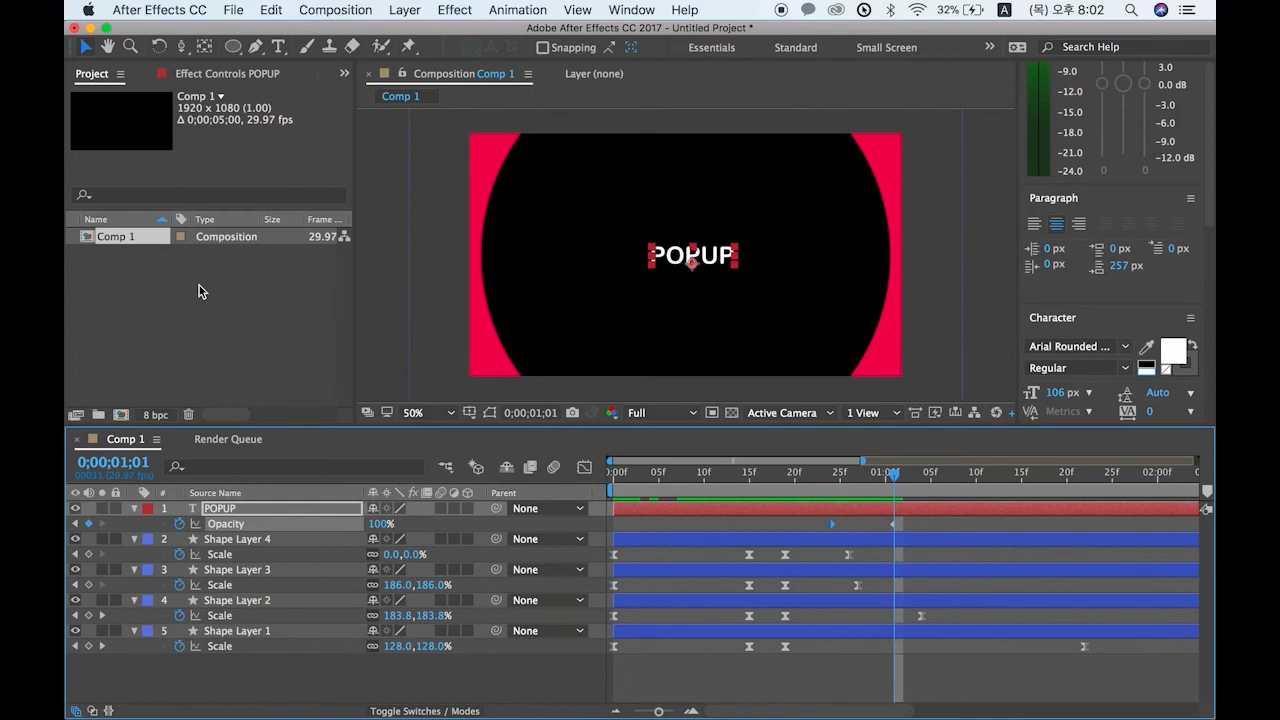 After Effects CC File Edit Composition Layer Effect Animation View Window Help 32% A (목) 오후 8:02
Adobe After Effects CC 2017 - Untitled Project *
Snapping Essentials Standard Small Screen Search Help
Project Effect Controls POPUP
Composition Comp 1 Layer (none)
Comp 1
1920 x 1080 (1.00)
Δ 0;00;05;00, 29.97 fps
Comp 1
Name Type Size Frame ...
Comp 1 Composition 29.97
8 bpc
POPUP
50% 0;00;01;01 Full Active Camera 1 View
-9.0
-12.0
-15.0
-18.0
-21.0
-24.0
3.0
0.0 dB
-3.0
-6.0
-9.0
-12.0 dB
0 0
Paragraph
0 px 0 px 0 px
0 px 257 px
Character
Arial Rounded ...
Regular
106 px Auto
Metrics 0
Comp 1 Render Queue
0;00;01;01
00031 (29.97 fps)
:00f 05f 10f 15f 20f 25f 01:00f 05f 10f 15f 20f 25f 02:00f
# Source Name Parent
1 T POPUP None
Opacity 100%
2 Shape Layer 4 None
Scale 0.0,0.0%
3 Shape Layer 3 None
Scale 186.0,186.0%
4 Shape Layer 2 None
Scale 183.8,183.8%
5 Shape Layer 1 None
Scale 128.0,128.0%
Toggle Switches / Modes